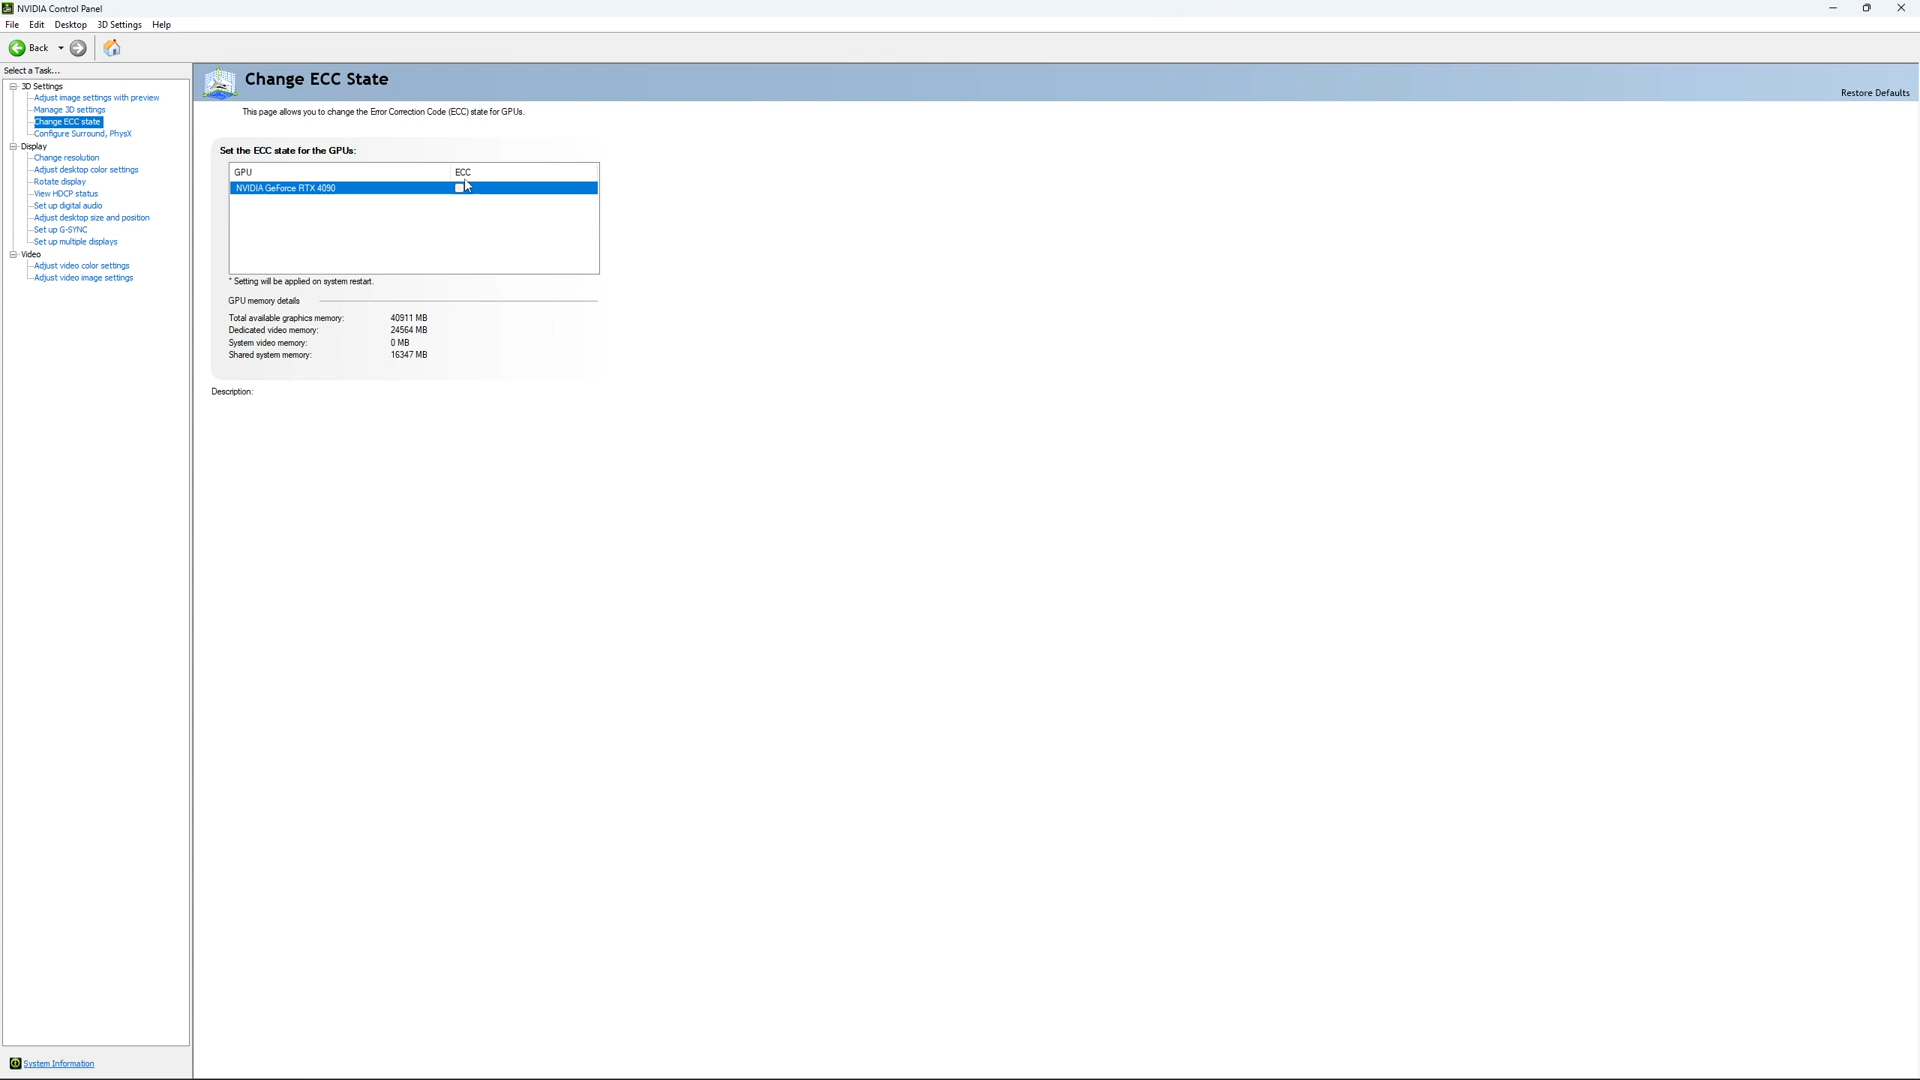 NVIDIA Control Panel
File Edit Desktop 3D Settings Help
Back
Select a Task...
3D Settings
Adjust image settings with preview
Manage 3D settings
Change ECC state
Configure Surround, PhysX
Display
Change resolution
Adjust desktop color settings
Rotate display
View HDCP status
Set up digital audio
Adjust desktop size and position
Set up G-SYNC
Set up multiple displays
Video
Adjust video color settings
Adjust video image settings
System Information
Change ECC State
Restore Defaults
This page allows you to change the Error Correction Code (ECC) state for GPUs.
Set the ECC state for the GPUs:
GPU ECC
NVIDIA GeForce RTX 4090
* Setting will be applied on system restart.
GPU memory details
Total available graphics memory: 40911 MB
Dedicated video memory: 24564 MB
System video memory: 0 MB
Shared system memory: 16347 MB
Description: